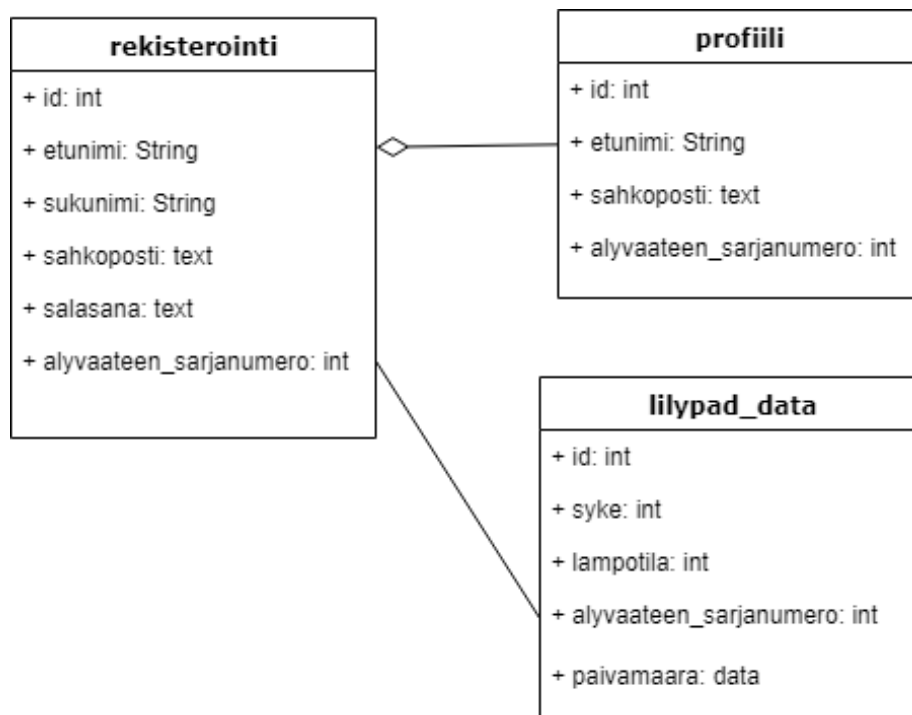 rekisterointi
+ id: int
+ etunimi: String
+ sukunimi: String
+ sahkoposti: text
+ salasana: text
+ alyvaateen_sarjanumero: int
profiili
+ id: int
+ etunimi: String
+ sahkoposti: text
+ alyvaateen_sarjanumero: int
lilypad_data
+ id: int
+ syke: int
+ lampotila: int
+ alyvaateen_sarjanumero: int
+ paivamaara: data